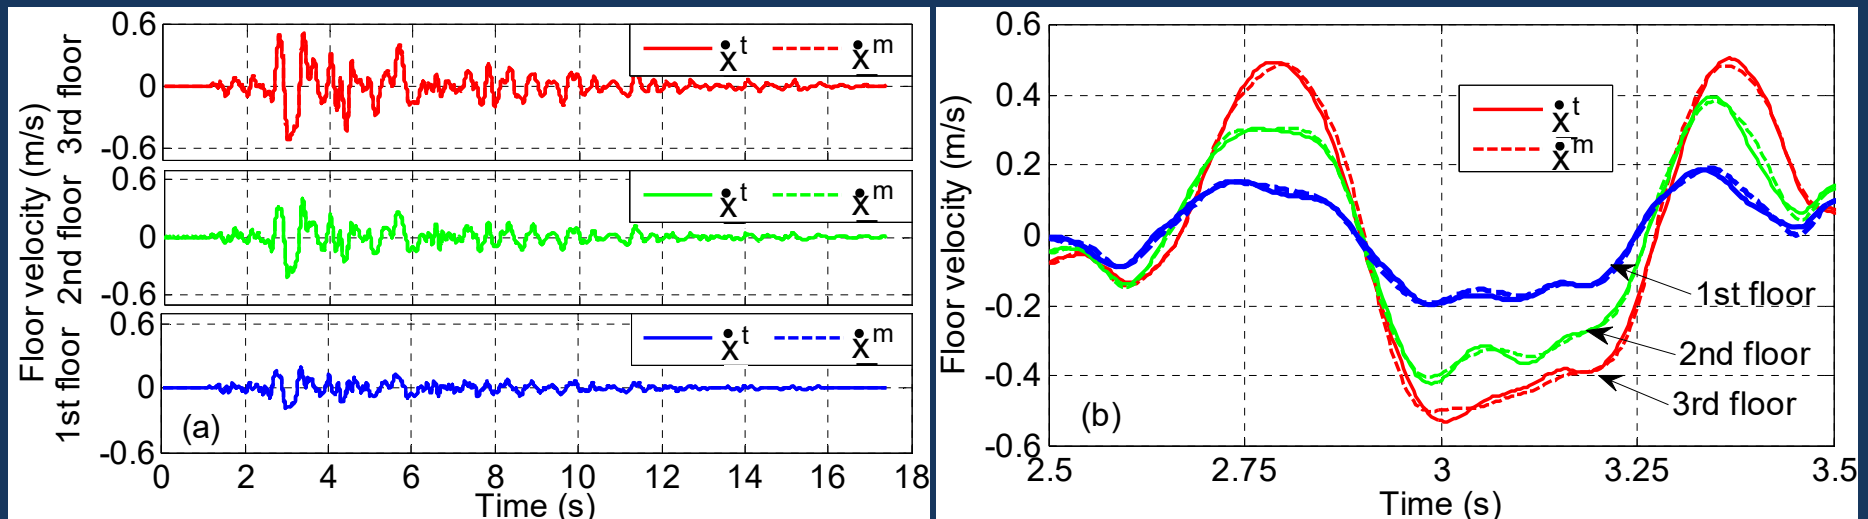 Floor velocity (m/s)
3rd floor
0.6
0
-0.6
ẋᵗ ẋᵐ
2nd floor
0.6
0
-0.6
ẋᵗ ẋᵐ
1st floor
0.6
0
-0.6
ẋᵗ ẋᵐ
(a)
0 2 4 6 8 10 12 14 16 18
Time (s)
Floor velocity (m/s)
0.6
0.4
0.2
0
-0.2
-0.4
-0.6
ẋᵗ
ẋᵐ
1st floor
2nd floor
3rd floor
(b)
2.5 2.75 3 3.25 3.5
Time (s)